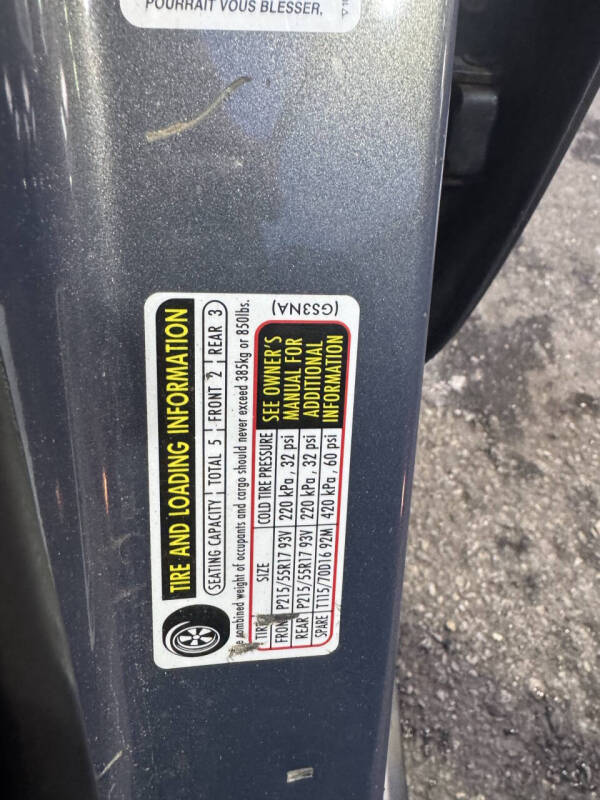 POURRAIT VOUS BLESSER,
TIRE AND LOADING INFORMATION
SEATING CAPACITY | TOTAL 5 | FRONT 2 | REAR 3
combined weight of occupants and cargo should never exceed 385kg or 850lbs.
TIRE SIZE COLD TIRE PRESSURE
FRONT P215/55R17 93V 220 kPa, 32 psi
REAR P215/55R17 93V 220 kPa, 32 psi
SPARE T115/70D16 92M 420 kPa, 60 psi
SEE OWNER'S
MANUAL FOR
ADDITIONAL
INFORMATION
(GS3NA)